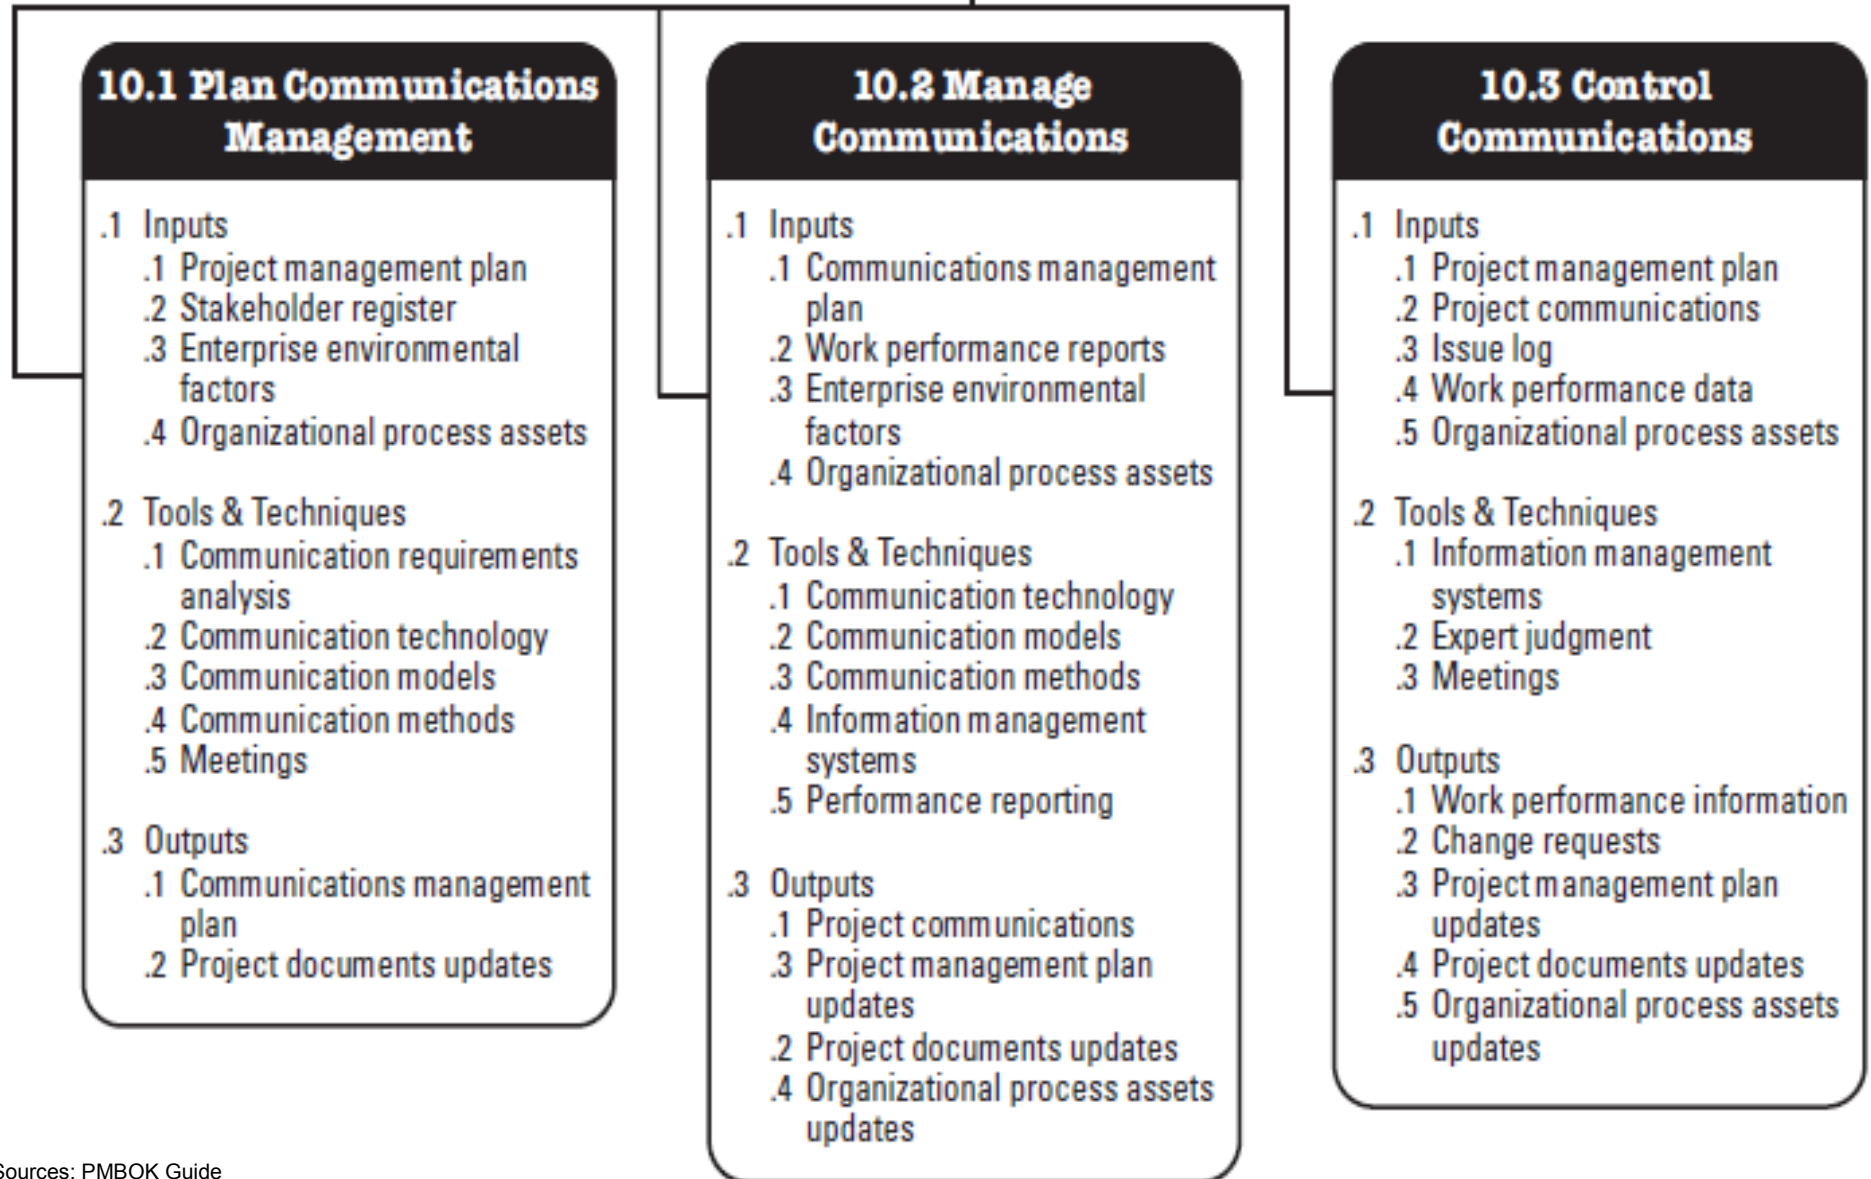 10.1 Plan Communications
Management
.1 Inputs
.1 Project management plan
.2 Stakeholder register
.3 Enterprise environmental
factors
.4 Organizational process assets
.2 Tools & Techniques
.1 Communication requirements
analysis
.2 Communication technology
.3 Communication models
.4 Communication methods
.5 Meetings
.3 Outputs
.1 Communications management
plan
.2 Project documents updates
10.2 Manage
Communications
.1 Inputs
.1 Communications management
plan
.2 Work performance reports
.3 Enterprise environmental
factors
.4 Organizational process assets
.2 Tools & Techniques
.1 Communication technology
.2 Communication models
.3 Communication methods
.4 Information management
systems
.5 Performance reporting
.3 Outputs
.1 Project communications
.3 Project management plan
updates
.2 Project documents updates
.4 Organizational process assets
updates
10.3 Control
Communications
.1 Inputs
.1 Project management plan
.2 Project communications
.3 Issue log
.4 Work performance data
.5 Organizational process assets
.2 Tools & Techniques
.1 Information management
systems
.2 Expert judgment
.3 Meetings
.3 Outputs
.1 Work performance information
.2 Change requests
.3 Project management plan
updates
.4 Project documents updates
.5 Organizational process assets
updates
Sources: PMBOK Guide